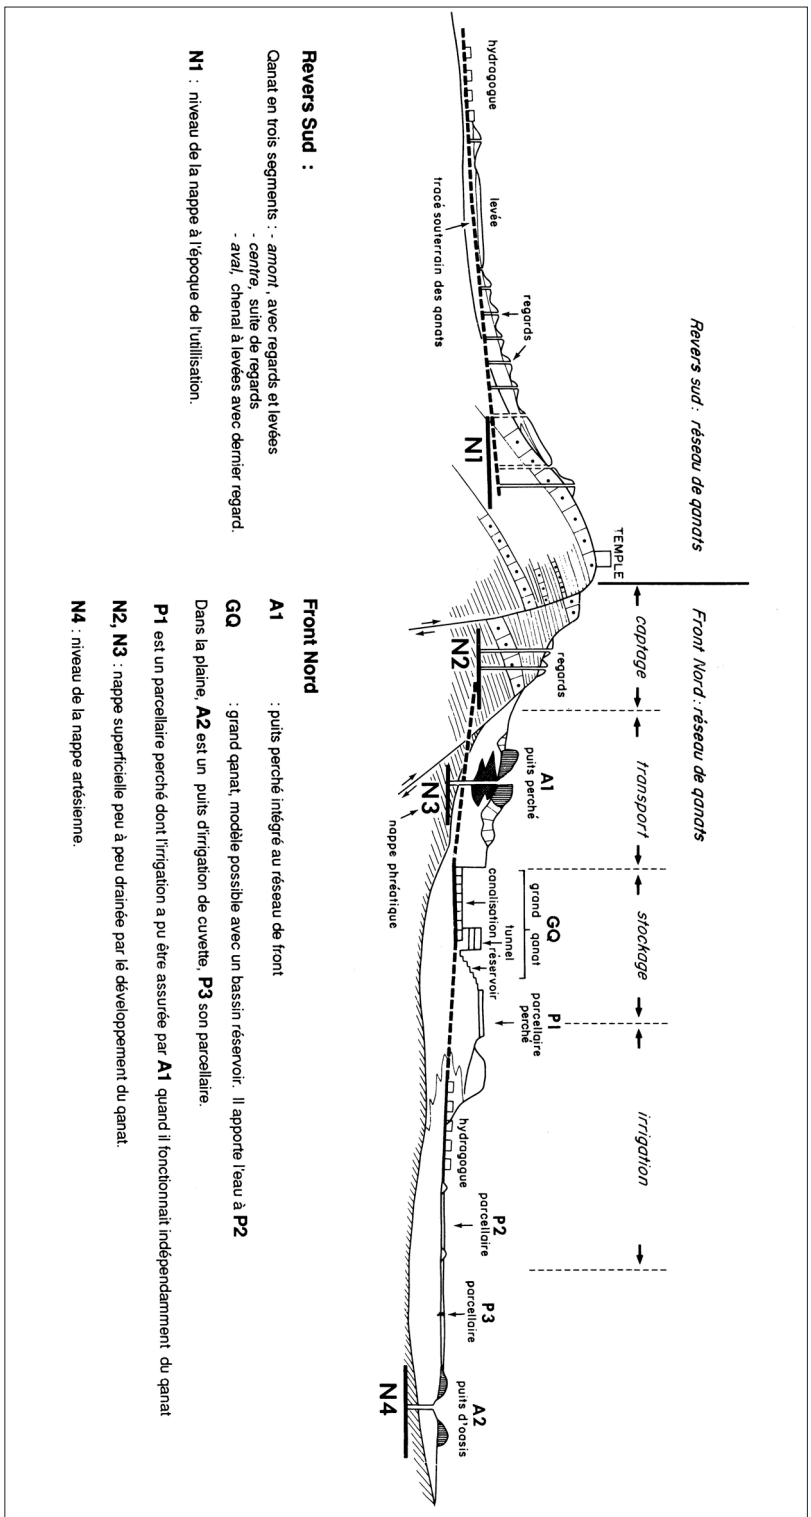 Revers sud : réseau de qanats
Front Nord : réseau de qanats
captage
transport
stockage
irrigation
TEMPLE
hydragogue
levée
tracé souterrain des qanats
regards
N1
N2
regards
A1
puits perché
N3
nappe phréatique
GQ
grand qanat
canalisation
tunnel
réservoir
P1
parcellaire
perché
hydragogue
P2
parcellaire
P3
parcellaire
A2
puits d'oasis
N4
Revers Sud :
Qanat en trois segments : - amont , avec regards et levées
- centre, suite de regards
- aval, chenal à levées avec dernier regard.
N1 : niveau de la nappe à l'époque de l'utillisation.
Front Nord
A1 : puits perché intégré au réseau de front
GQ : grand qanat, modèle possible avec un bassin réservoir. Il apporte l'eau à P2
Dans la plaine, A2 est un puits d'irrigation de cuvette, P3 son parcellaire.
P1 est un parcellaire perché dont l'irrigation a pu être assurée par A1 quand il fonctionnait indépendamment du qanat
N2, N3 : nappe superficielle peu à peu drainée par lé développement du qanat.
N4 : niveau de la nappe artésienne.